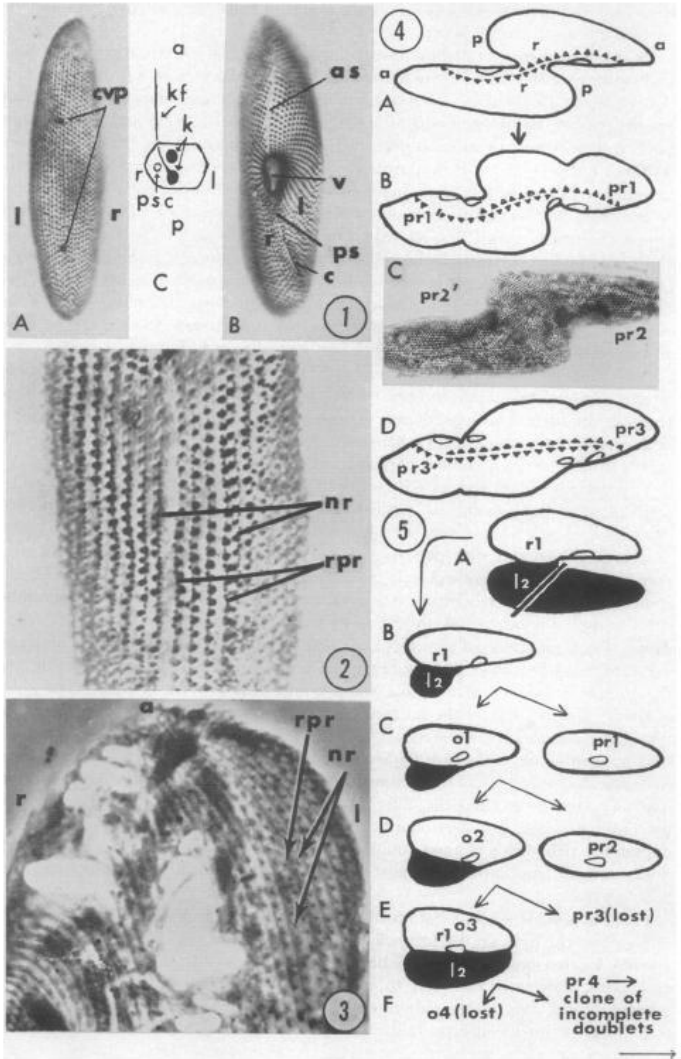 a
cvp
kf
k
r
l
psc
p
l
r
C
A
as
v
l
r
ps
c
B
1
nr
rpr
2
a
rpr
nr
r
l
3
4
p
r
a
a
r
p
A
B
pr1
pr1
C
pr2'
pr2
D
pr3
pr3
5
A
r1
l2
B
r1
l2
C
o1
pr1
D
o2
pr2
E
o3
r1
l2
pr3(lost)
F
o4(lost)
pr4 →
clone of
incomplete
doublets